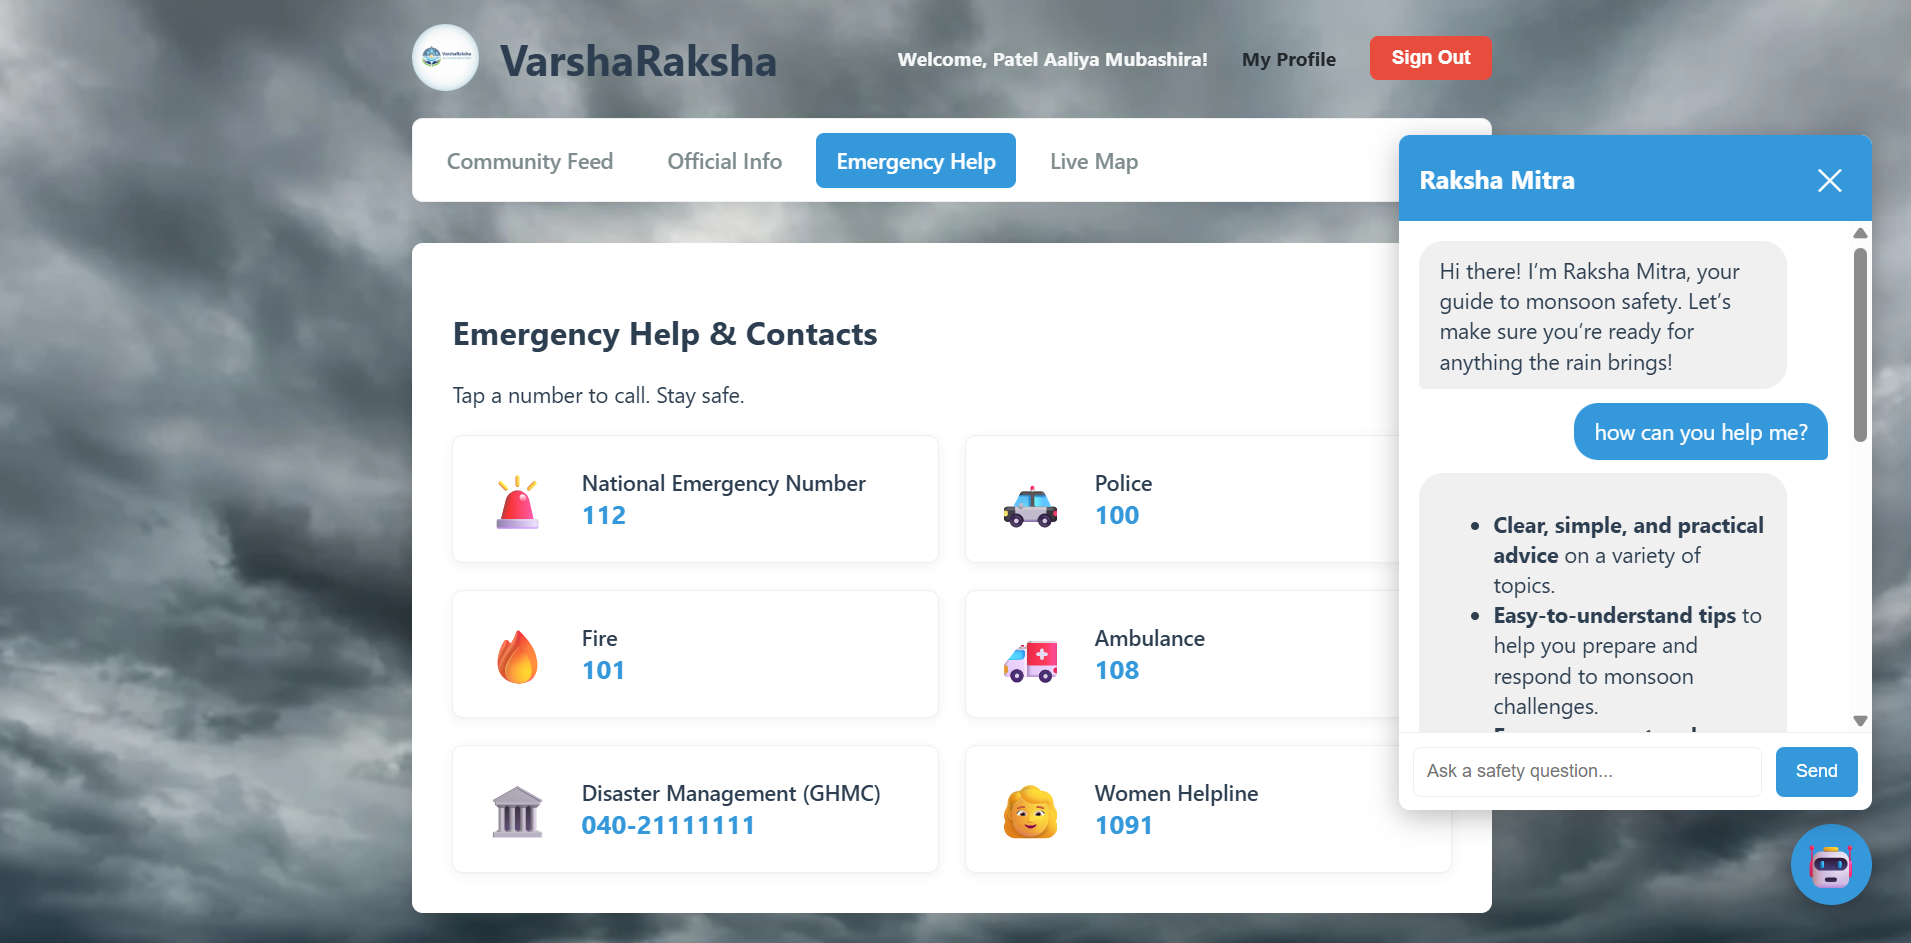 VarshaRaksha
VarshaRaksha
Welcome, Patel Aaliya Mubashira!
My Profile
Sign Out
Community Feed
Official Info
Emergency Help
Live Map
Emergency Help & Contacts
Tap a number to call. Stay safe.
National Emergency Number
112
Police
100
Fire
101
Ambulance
108
Disaster Management (GHMC)
040-21111111
Women Helpline
1091
Raksha Mitra
Hi there! I’m Raksha Mitra, your
guide to monsoon safety. Let’s
make sure you’re ready for
anything the rain brings!
how can you help me?
• Clear, simple, and practical
advice on a variety of
topics.
• Easy-to-understand tips to
help you prepare and
respond to monsoon
challenges.
Ask a safety question...
Send